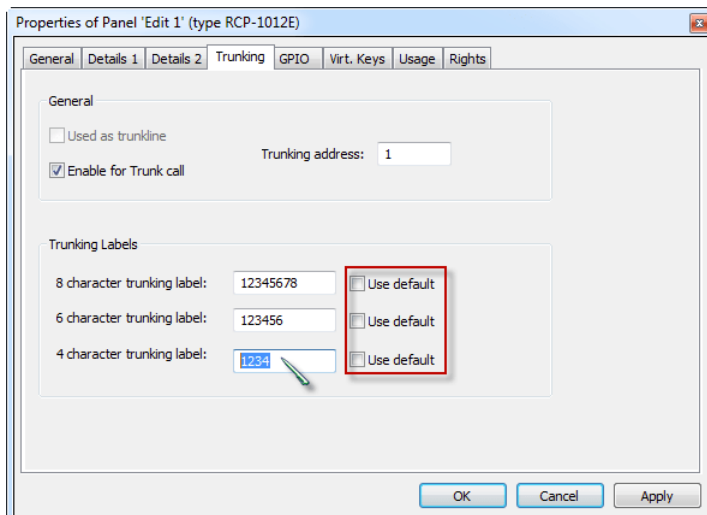 Properties of Panel 'Edit 1' (type RCP-1012E)
General Details 1 Details 2 Trunking GPIO Virt. Keys Usage Rights
General
Used as trunkline
Trunking address: 1
Enable for Trunk call
Trunking Labels
8 character trunking label: 12345678 Use default
6 character trunking label: 123456 Use default
4 character trunking label: 1234 Use default
OK Cancel Apply